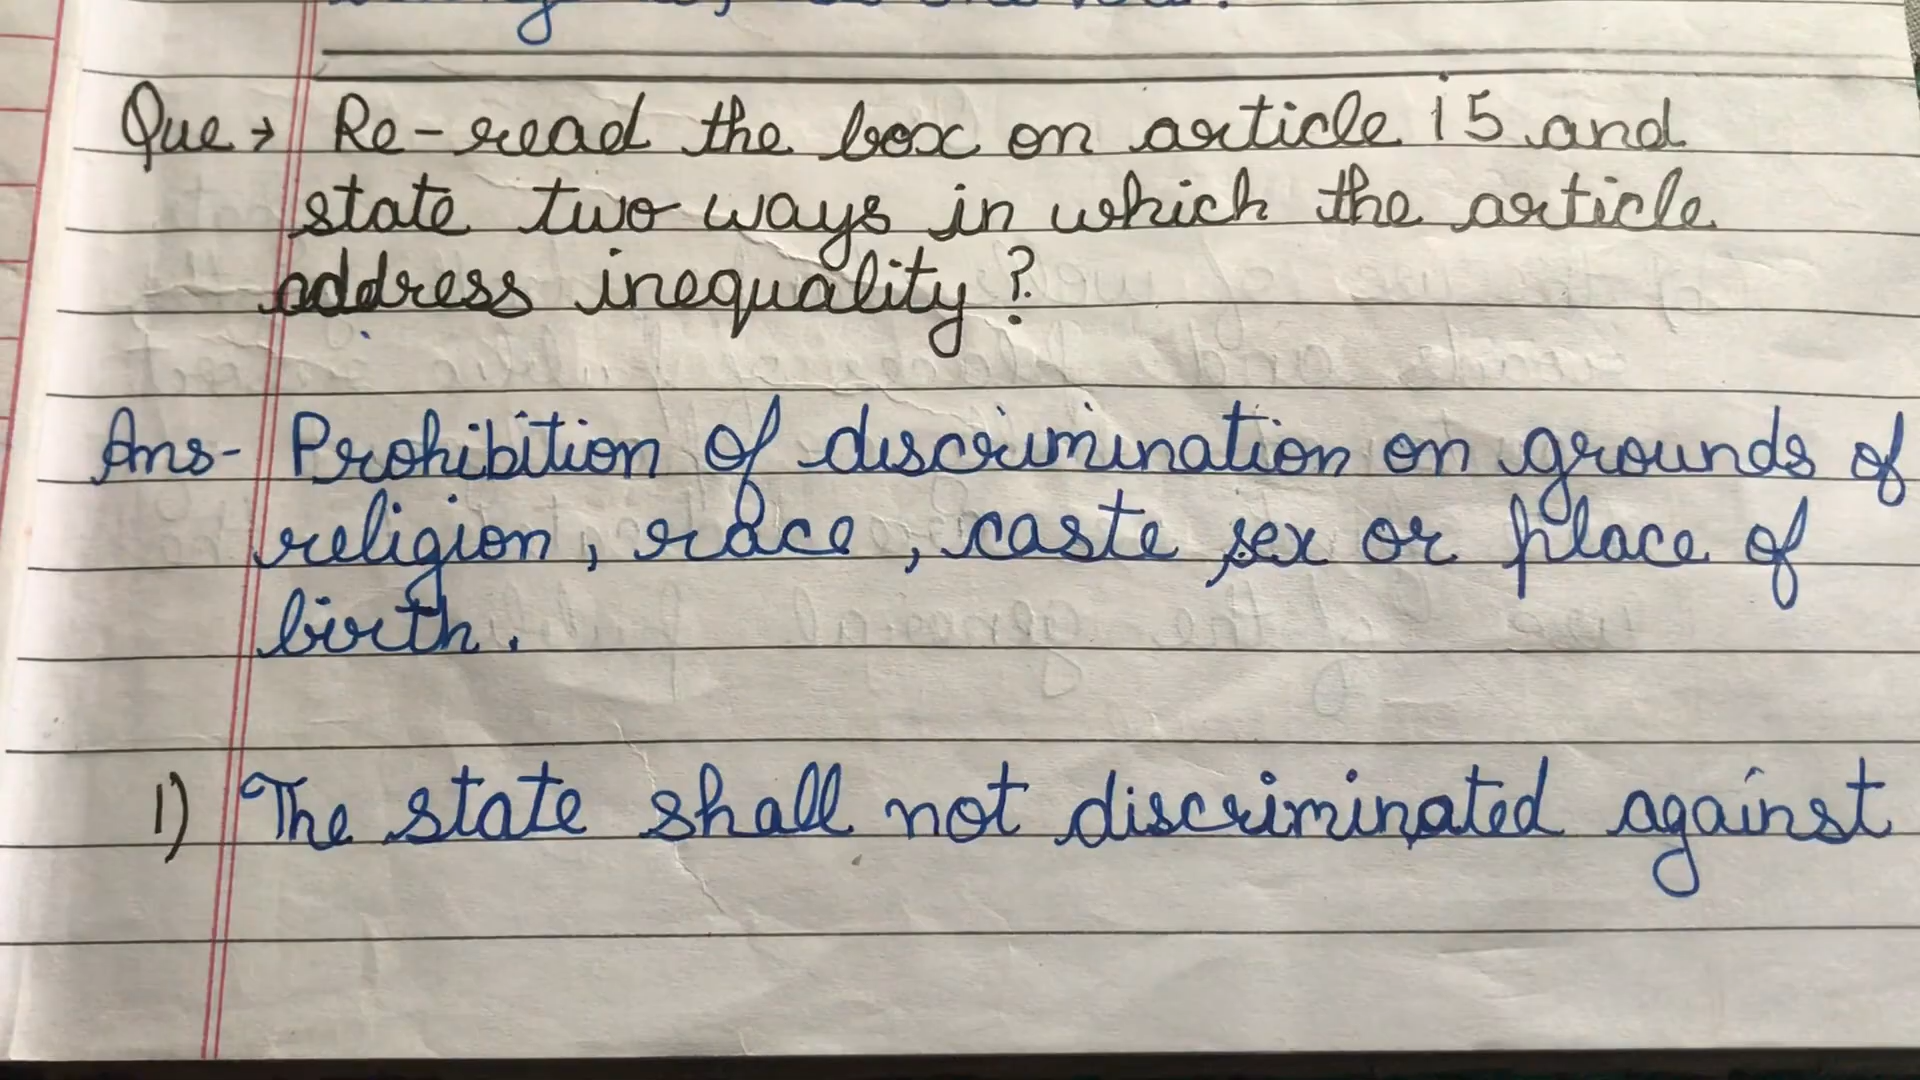 Que → Re-read the box on article 15 and
state two ways in which the article
address inequality?
Ans- Prohibition of discrimination on grounds of
religion, race, caste, sex or place of
birth.
1) The state shall not discriminated against